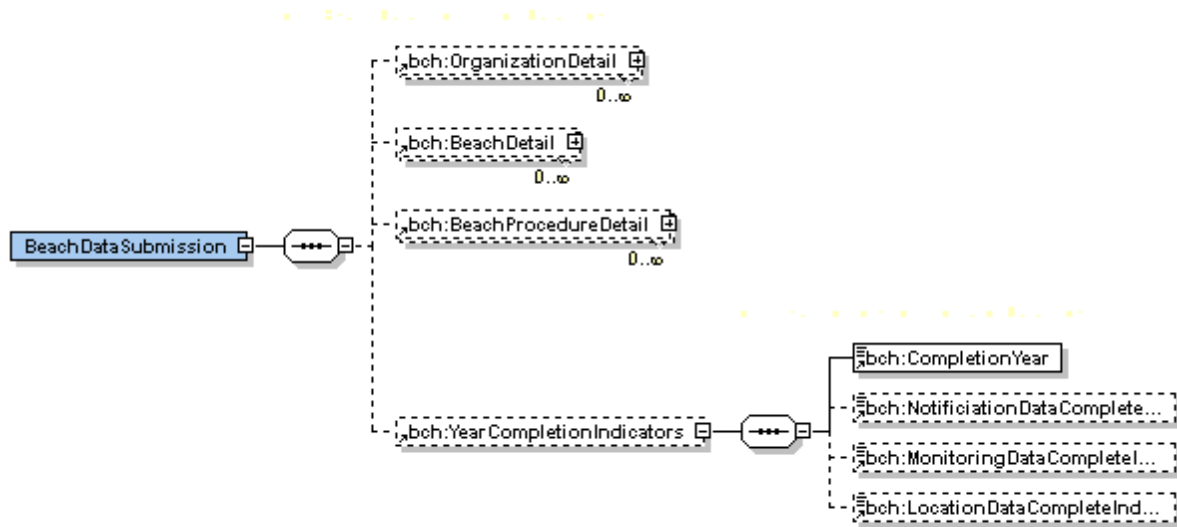 bch:OrganizationDetail
0..∞
bch:BeachDetail
0..∞
bch:BeachProcedureDetail
0..∞
BeachDataSubmission
bch:CompletionYear
bch:NotificiationDataComplete...
bch:YearCompletionIndicators
bch:MonitoringDataCompleteI...
bch:LocationDataCompleteInd...